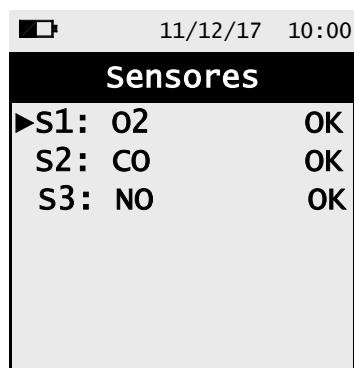 11/12/17 10:00
Sensores
►S1: O2 OK
S2: CO OK
S3: NO OK